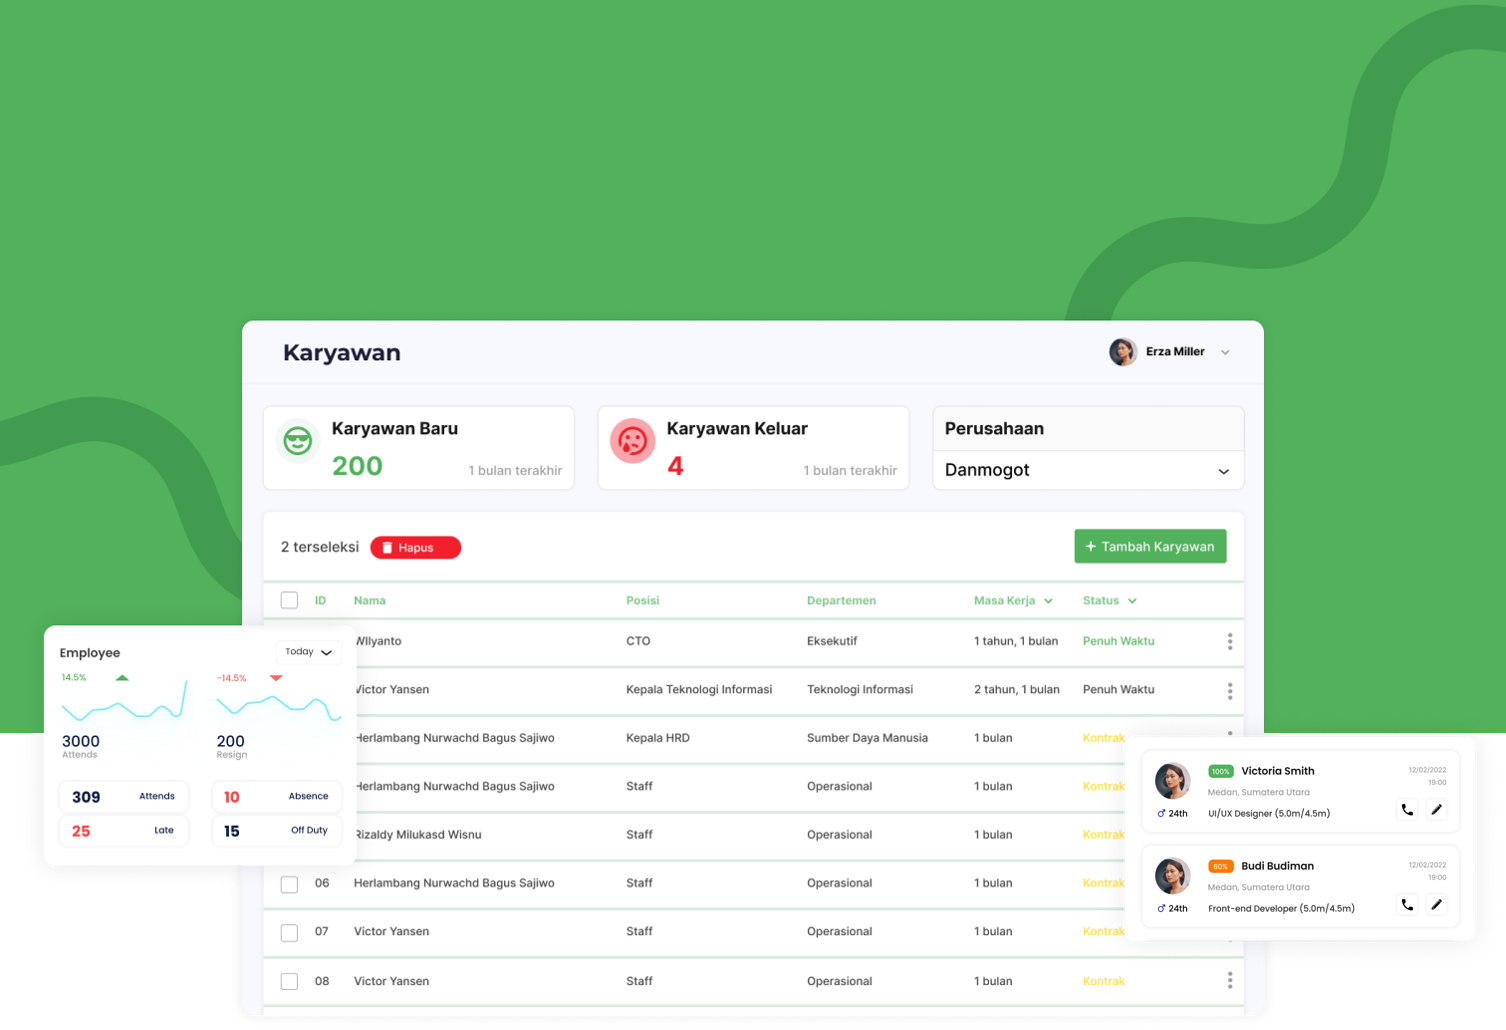 Karyawan
Erza Miller
Karyawan Baru
200
1 bulan terakhir
Karyawan Keluar
4
1 bulan terakhir
Perusahaan
Danmogot
2 terseleksi
Hapus
+ Tambah Karyawan
ID Nama Posisi Departemen Masa Kerja Status
WIlyanto CTO Eksekutif 1 tahun, 1 bulan Penuh Waktu
Victor Yansen Kepala Teknologi Informasi Teknologi Informasi 2 tahun, 1 bulan Penuh Waktu
Herlambang Nurwachd Bagus Sajiwo Kepala HRD Sumber Daya Manusia 1 bulan Kontrak
Herlambang Nurwachd Bagus Sajiwo Staff Operasional 1 bulan Kontrak
Rizaldy Milukasd Wisnu Staff Operasional 1 bulan Kontrak
06 Herlambang Nurwachd Bagus Sajiwo Staff Operasional 1 bulan Kontrak
07 Victor Yansen Staff Operasional 1 bulan Kontrak
08 Victor Yansen Staff Operasional 1 bulan Kontrak
Employee
Today
14.5%
-14.5%
3000
Attends
200
Resign
309 Attends
10 Absence
25 Late
15 Off Duty
100% Victoria Smith
12/02/2022
19:00
Medan, Sumatera Utara
24th
UI/UX Designer (5.0m/4.5m)
60% Budi Budiman
12/02/2022
19:00
Medan, Sumatera Utara
24th
Front-end Developer (5.0m/4.5m)